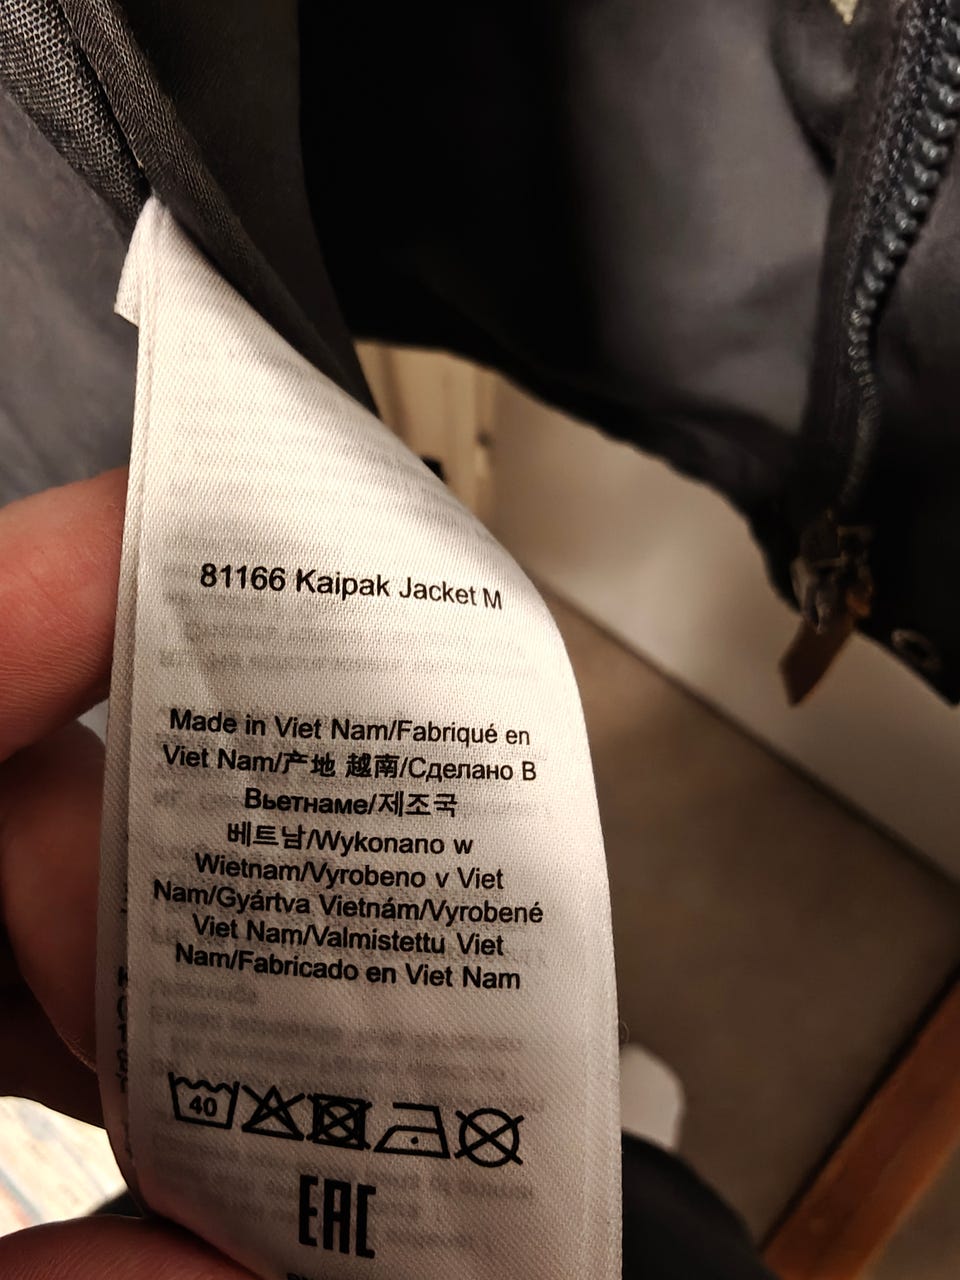 81166 Kaipak Jacket M
Made in Viet Nam/Fabriqué en
Viet Nam/产地 越南/Сделано В
Вьетнаме/제조국
베트남/Wykonano w
Wietnam/Vyrobeno v Viet
Nam/Gyártva Vietnám/Vyrobené
Viet Nam/Valmistettu Viet
Nam/Fabricado en Viet Nam
40
EAC